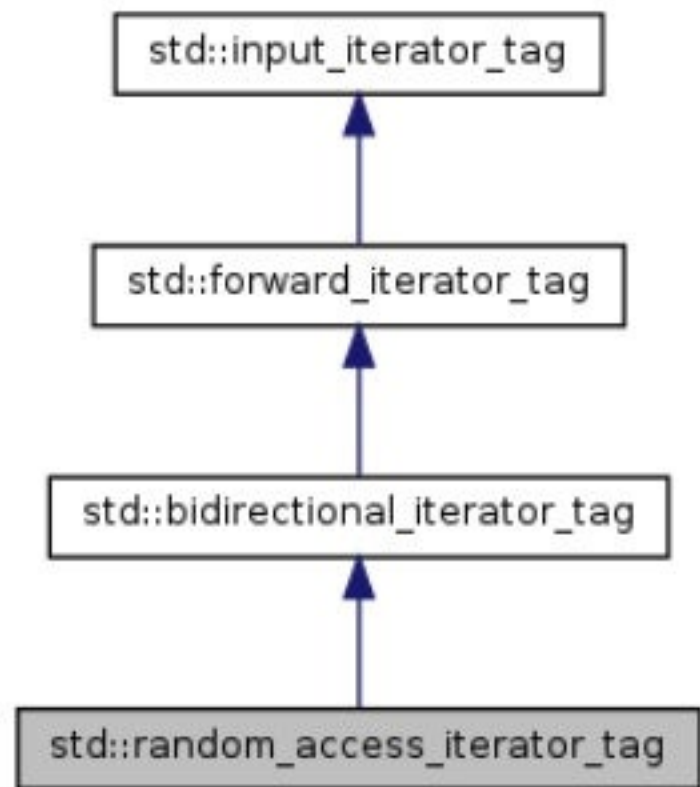 std::input_iterator_tag
std::forward_iterator_tag
std::bidirectional_iterator_tag
std::random_access_iterator_tag